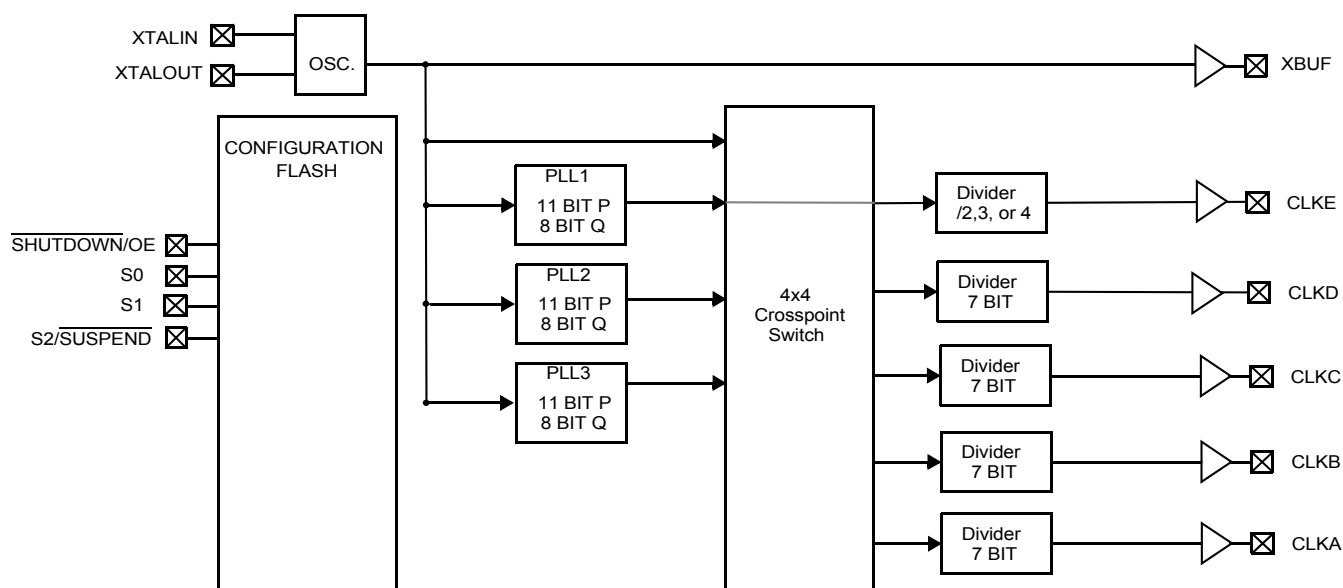 XTALIN
XTALOUT
OSC.
XBUF
CONFIGURATION
FLASH
SHUTDOWN/OE
S0
S1
S2/SUSPEND
PLL1
11 BIT P
8 BIT Q
PLL2
11 BIT P
8 BIT Q
PLL3
11 BIT P
8 BIT Q
4x4
Crosspoint
Switch
Divider
/2,3, or 4
CLKE
Divider
7 BIT
CLKD
Divider
7 BIT
CLKC
Divider
7 BIT
CLKB
Divider
7 BIT
CLKA